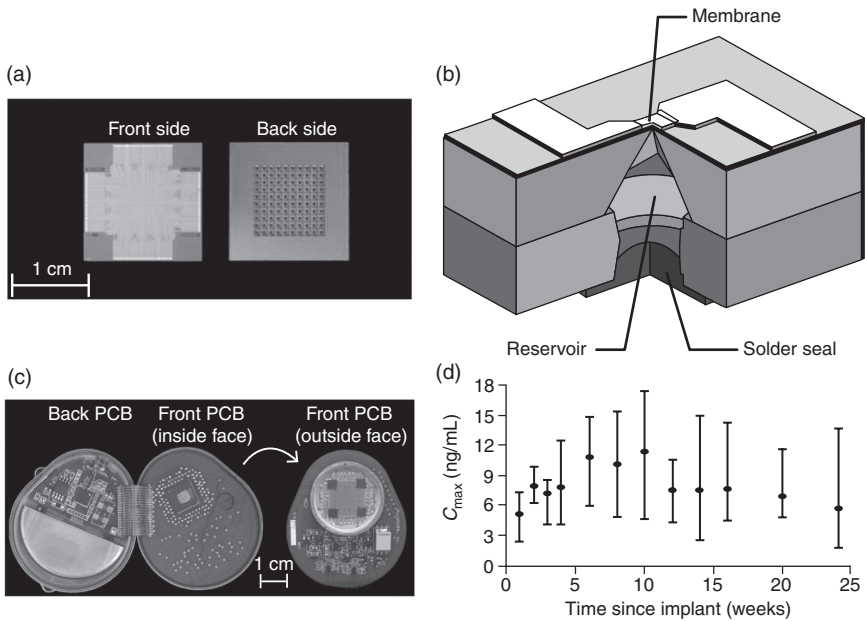 Membrane
(a)
(b)
Front side
Back side
1 cm
Reservoir
Solder seal
(c)
(d)
Back PCB
Front PCB
(inside face)
Front PCB
(outside face)
1 cm
18
15
12
9
6
3
0
C_max (ng/mL)
0
5
10
15
20
25
Time since implant (weeks)